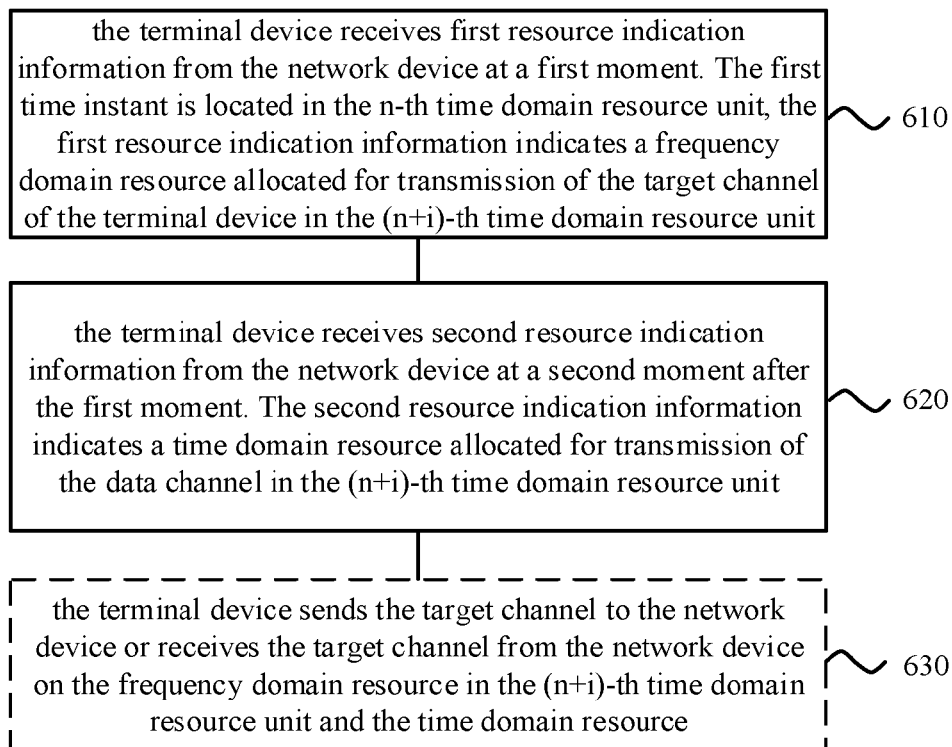 the terminal device receives first resource indication
information from the network device at a first moment. The first
time instant is located in the n-th time domain resource unit, the
first resource indication information indicates a frequency
domain resource allocated for transmission of the target channel
of the terminal device in the (n+i)-th time domain resource unit
610
the terminal device receives second resource indication
information from the network device at a second moment after
the first moment. The second resource indication information
indicates a time domain resource allocated for transmission of
the data channel in the (n+i)-th time domain resource unit
620
the terminal device sends the target channel to the network
device or receives the target channel from the network device
on the frequency domain resource in the (n+i)-th time domain
resource unit and the time domain resource
630